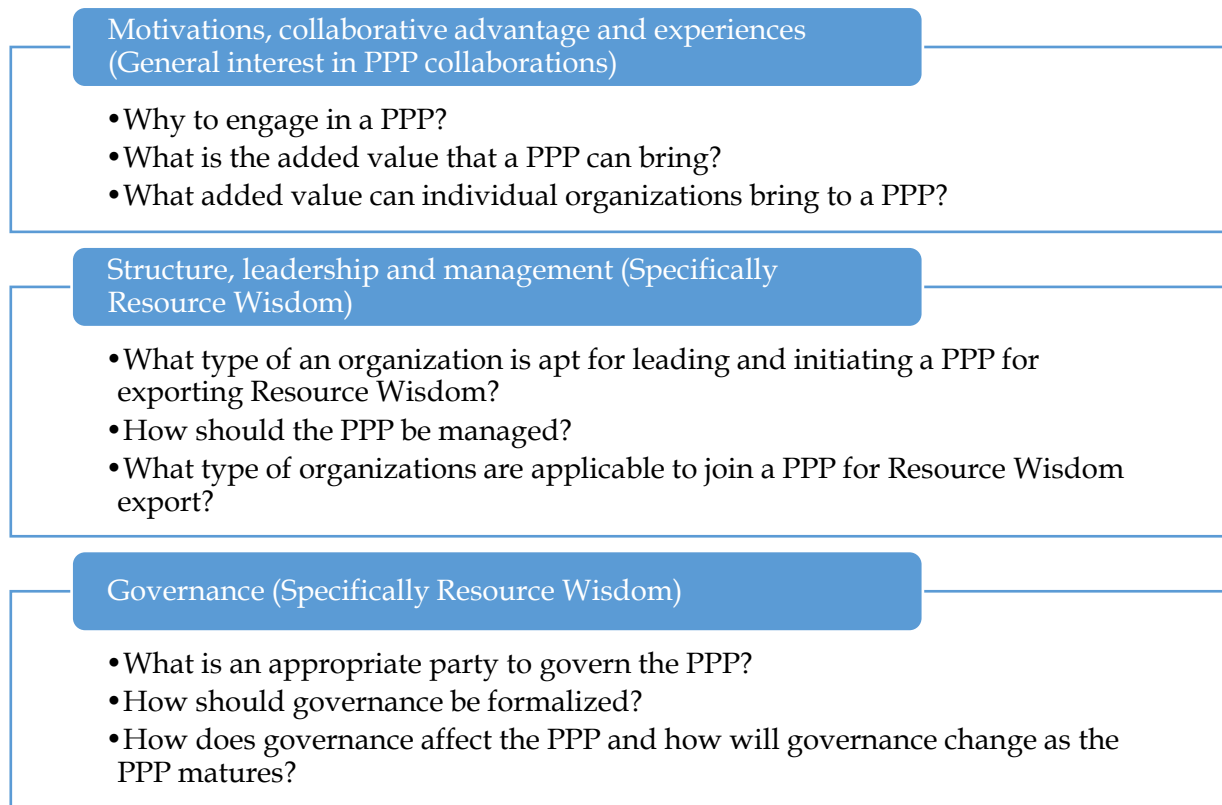 Motivations, collaborative advantage and experiences
(General interest in PPP collaborations)
•Why to engage in a PPP?
•What is the added value that a PPP can bring?
•What added value can individual organizations bring to a PPP?
Structure, leadership and management (Specifically
Resource Wisdom)
•What type of an organization is apt for leading and initiating a PPP for
exporting Resource Wisdom?
•How should the PPP be managed?
•What type of organizations are applicable to join a PPP for Resource Wisdom
export?
Governance (Specifically Resource Wisdom)
•What is an appropriate party to govern the PPP?
•How should governance be formalized?
•How does governance affect the PPP and how will governance change as the
PPP matures?